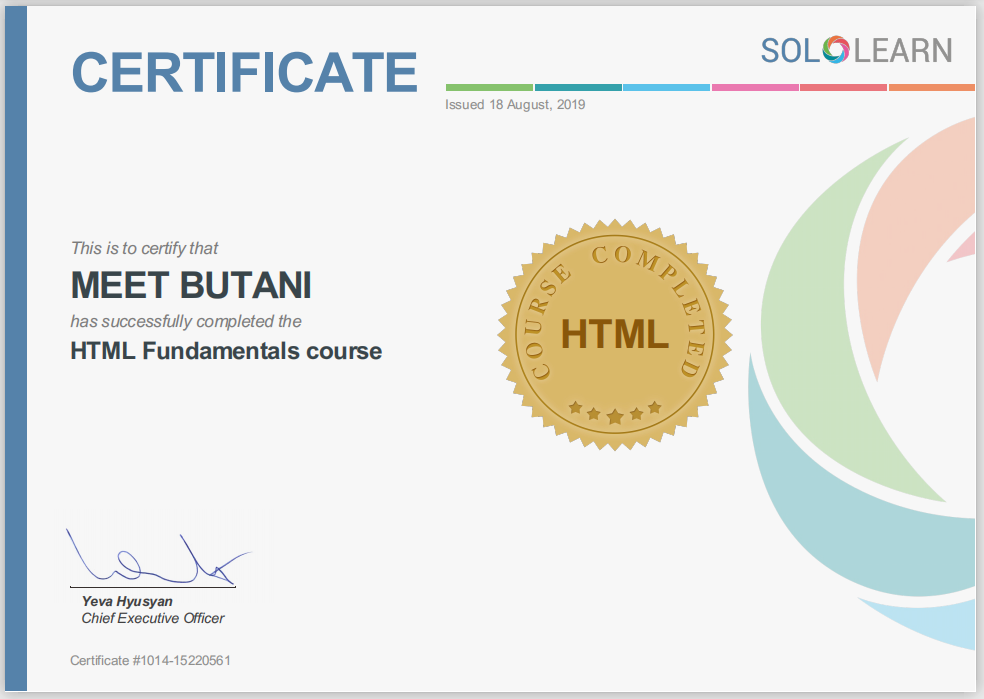 CERTIFICATE
SOLOLEARN
Issued 18 August, 2019
This is to certify that
MEET BUTANI
has successfully completed the
HTML Fundamentals course
COURSE COMPLETED
HTML
Yeva Hyusyan
Chief Executive Officer
Certificate #1014-15220561